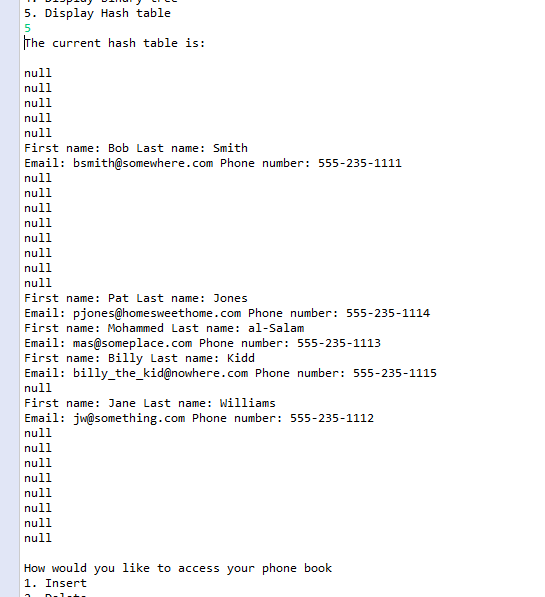 4. Display binary tree
5. Display Hash table
5
The current hash table is:
null
null
null
null
null
First name: Bob Last name: Smith
Email: bsmith@somewhere.com Phone number: 555-235-1111
null
null
null
null
null
null
null
null
First name: Pat Last name: Jones
Email: pjones@homesweethome.com Phone number: 555-235-1114
First name: Mohammed Last name: al-Salam
Email: mas@someplace.com Phone number: 555-235-1113
First name: Billy Last name: Kidd
Email: billy_the_kid@nowhere.com Phone number: 555-235-1115
null
First name: Jane Last name: Williams
Email: jw@something.com Phone number: 555-235-1112
null
null
null
null
null
null
null
null
How would you like to access your phone book
1. Insert
2. Delete